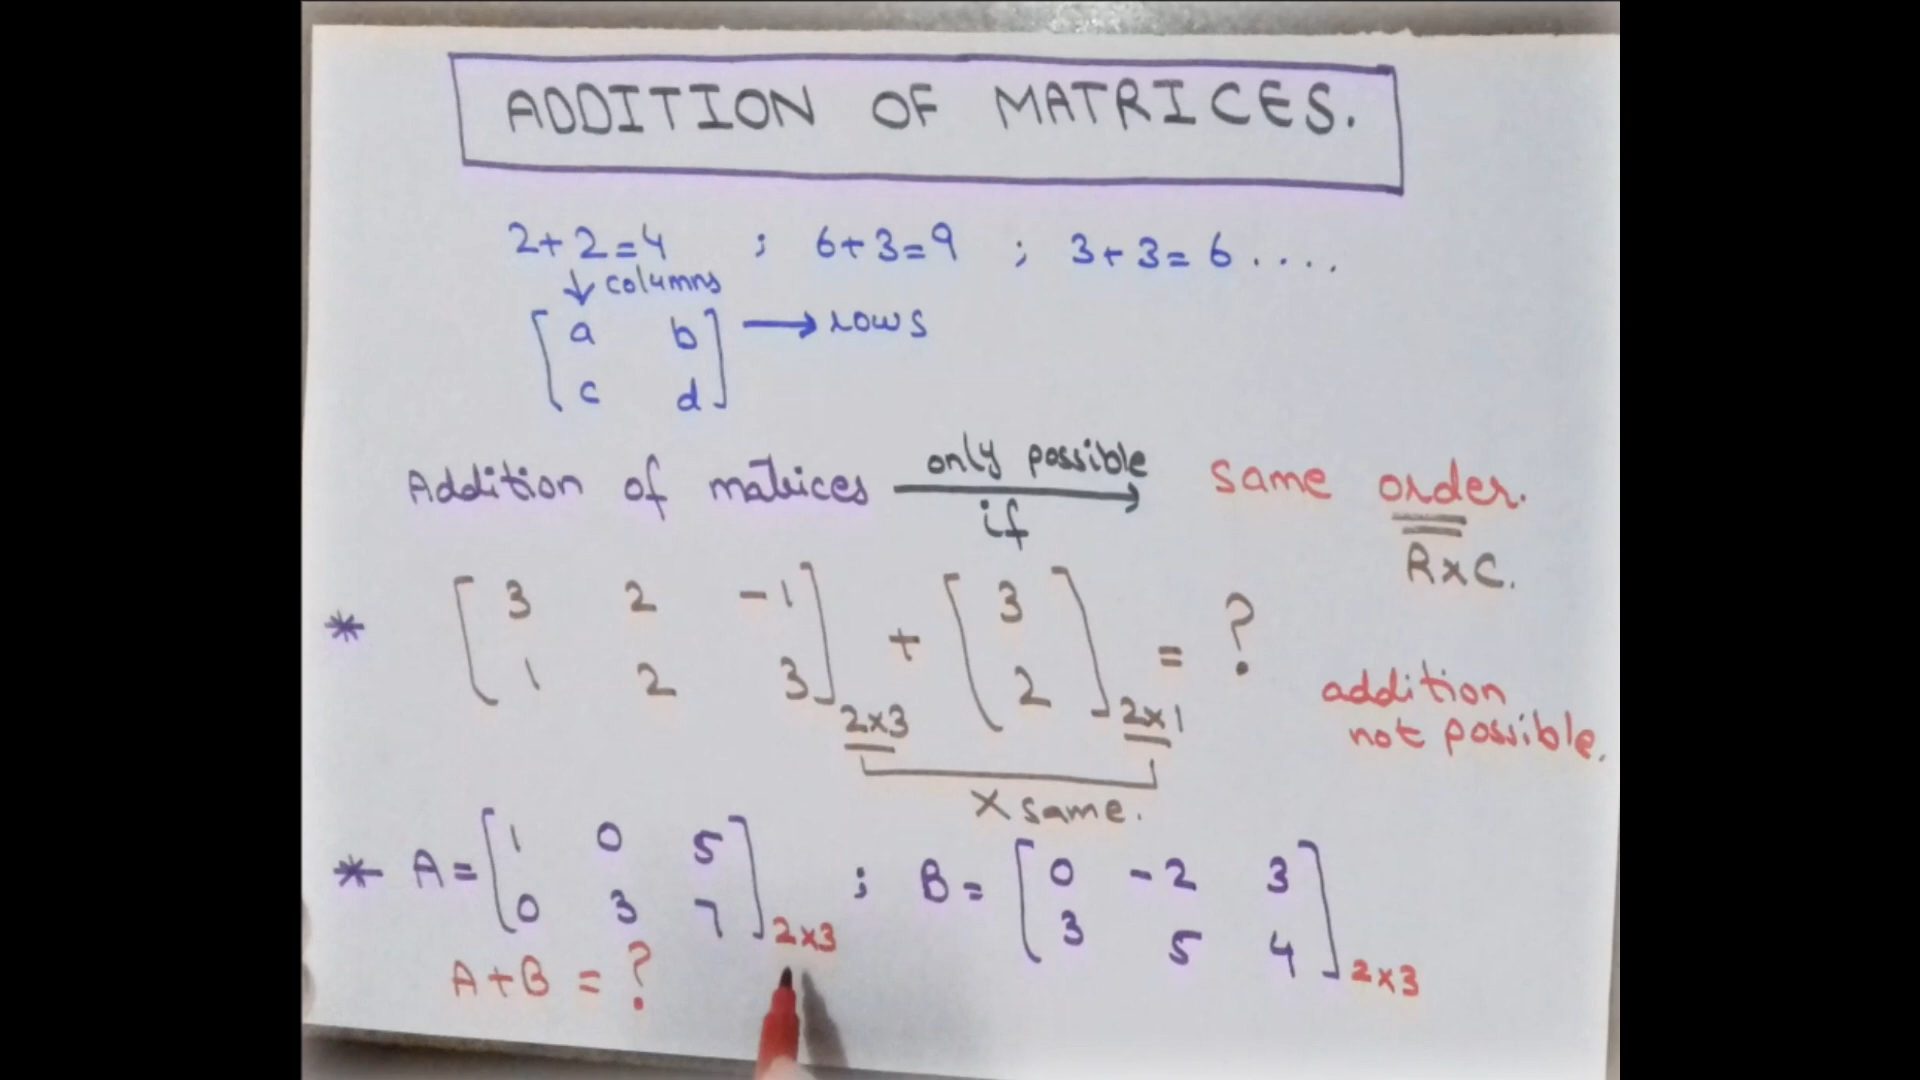 ADDITION OF MATRICES.
2+2=4 ; 6+3=9 ; 3+3=6....
↓ columns
[a b] → rows
[c d]
Addition of matrices only possible if → same order.
R×C.
* [3 2 -1] + [3] = ?
[1 2 3] 2×3 [2] 2×1
addition
not possible.
X same.
* A= [1 0 5] ; B= [0 -2 3]
[0 3 7] 2×3 [3 5 4] 2×3
A+B = ?